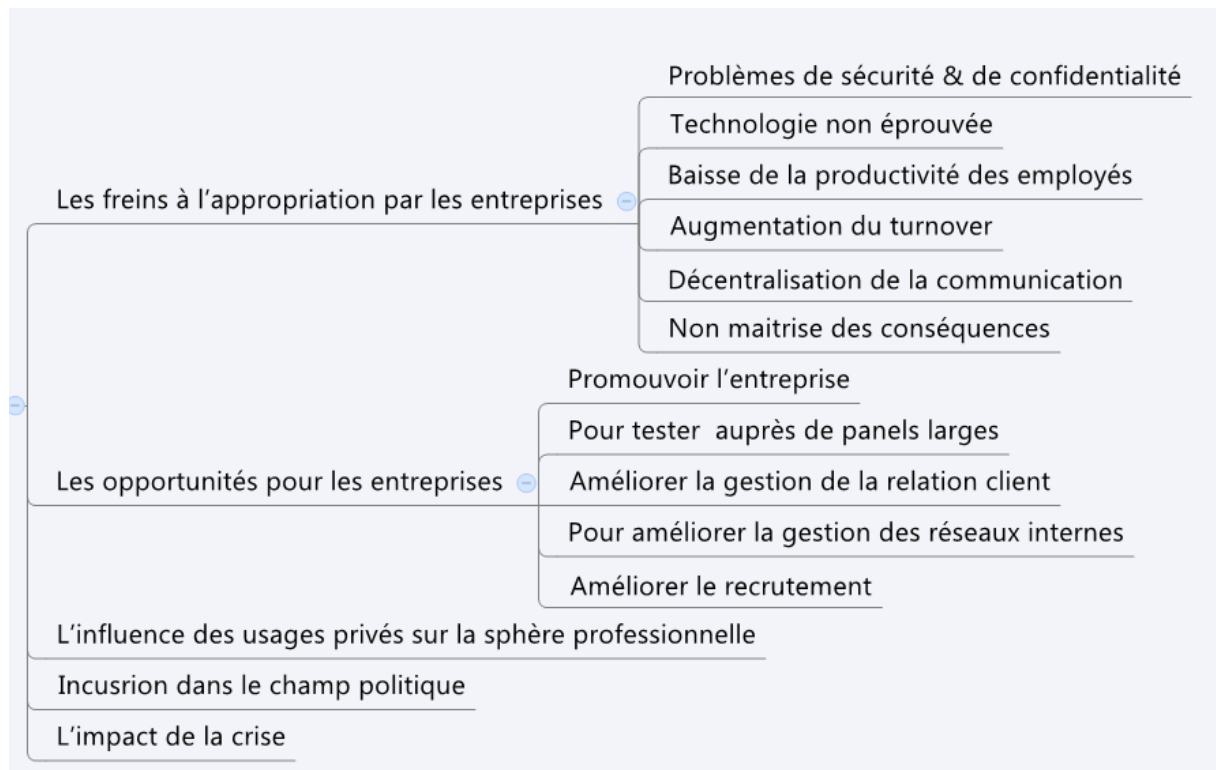 Les freins à l'appropriation par les entreprises
Problèmes de sécurité & de confidentialité
Technologie non éprouvée
Baisse de la productivité des employés
Augmentation du turnover
Décentralisation de la communication
Non maitrise des conséquences
Les opportunités pour les entreprises
Promouvoir l'entreprise
Pour tester auprès de panels larges
Améliorer la gestion de la relation client
Pour améliorer la gestion des réseaux internes
Améliorer le recrutement
L'influence des usages privés sur la sphère professionnelle
Incusrion dans le champ politique
L'impact de la crise